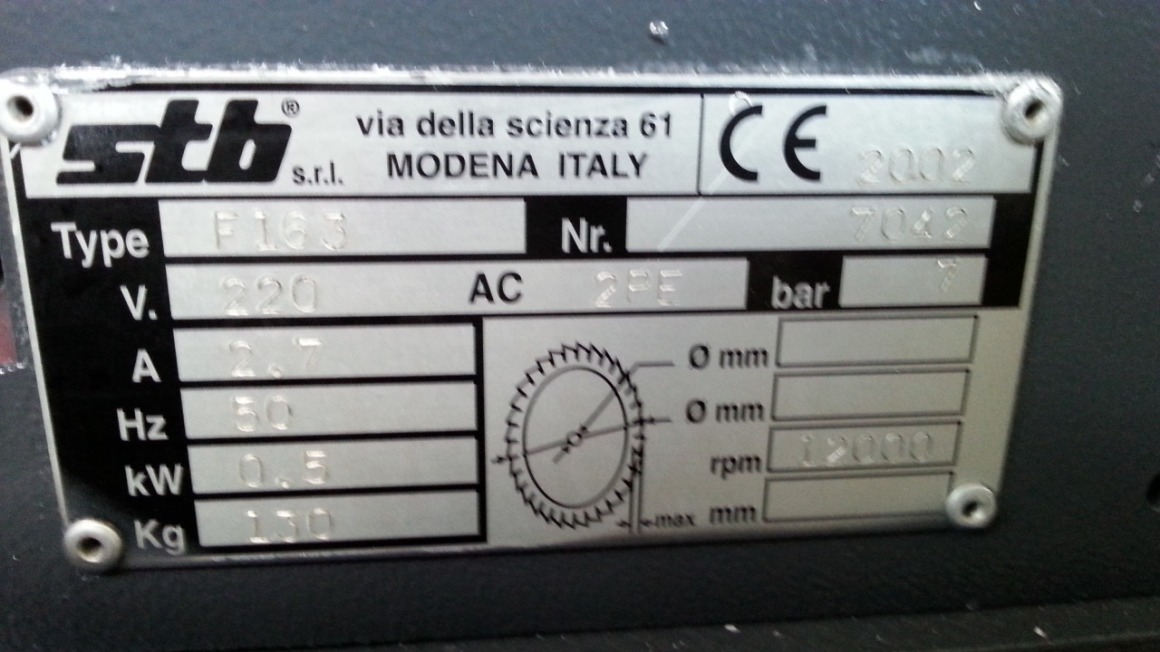 stb® s.r.l.
via della scienza 61
MODENA ITALY
CE 2002
Type F163 Nr. 7042
V. 220 AC 2PE bar 7
A 2.7
Ø mm
Hz 50
Ø mm
kW 0.5
rpm 12000
Kg 130
max mm